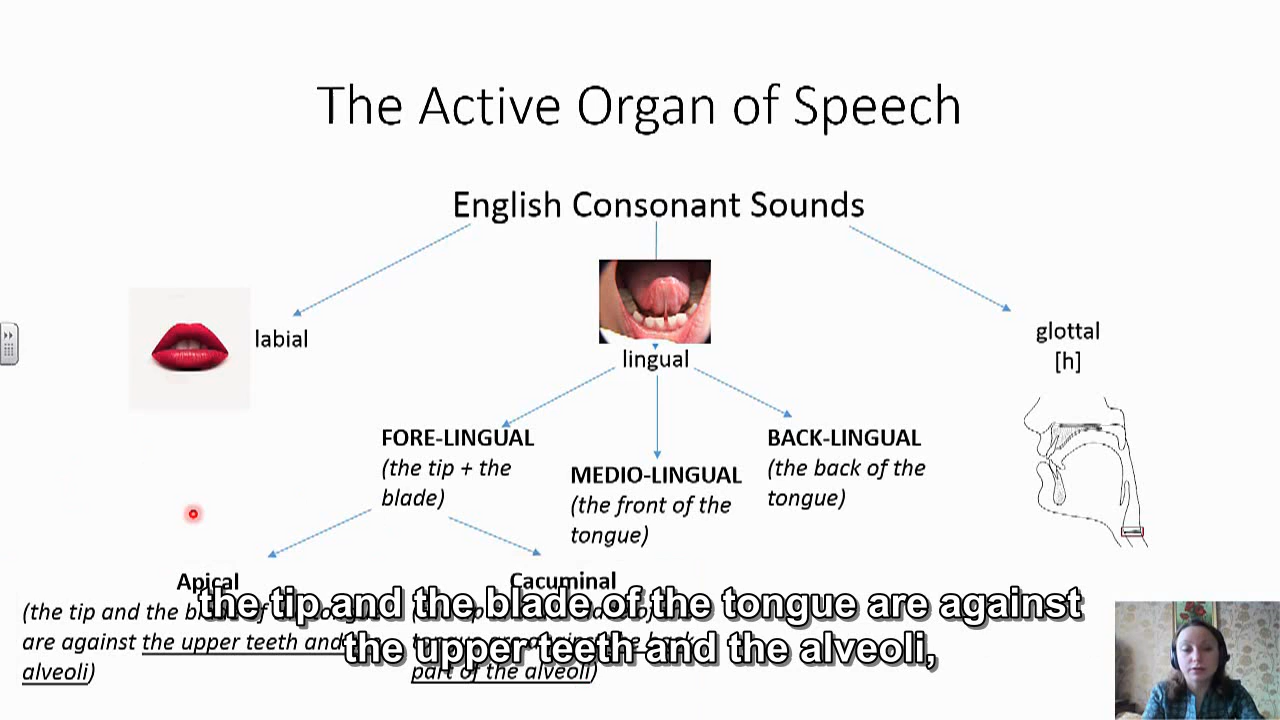 The Active Organ of Speech
English Consonant Sounds
labial
lingual
glottal
[h]
FORE-LINGUAL
(the tip + the
blade)
MEDIO-LINGUAL
(the front of the
tongue)
BACK-LINGUAL
(the back of the
tongue)
Apical
(the tip and the
are against the upper teeth and
alveoli)
Cacuminal
part of the alveoli)
the tip and the blade of the tongue are against
the upper teeth and the alveoli,